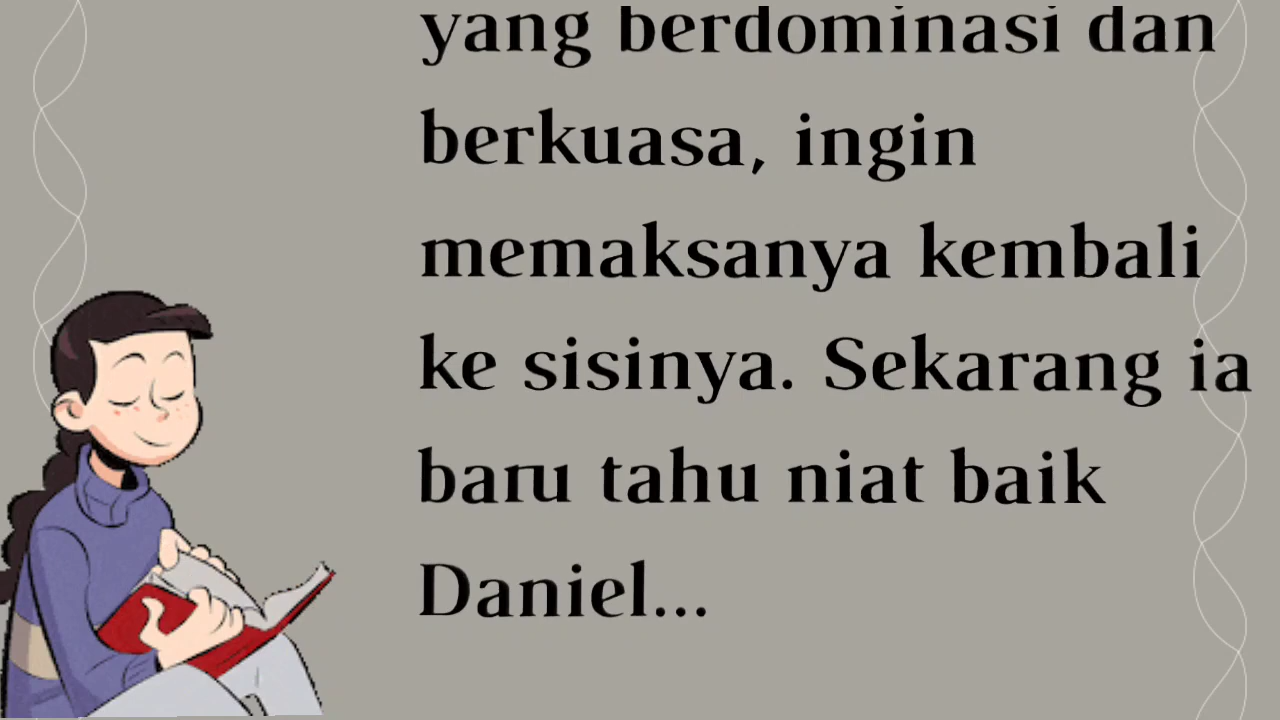 yang berdominasi dan
berkuasa, ingin
memaksanya kembali
ke sisinya. Sekarang ia
baru tahu niat baik
Daniel...